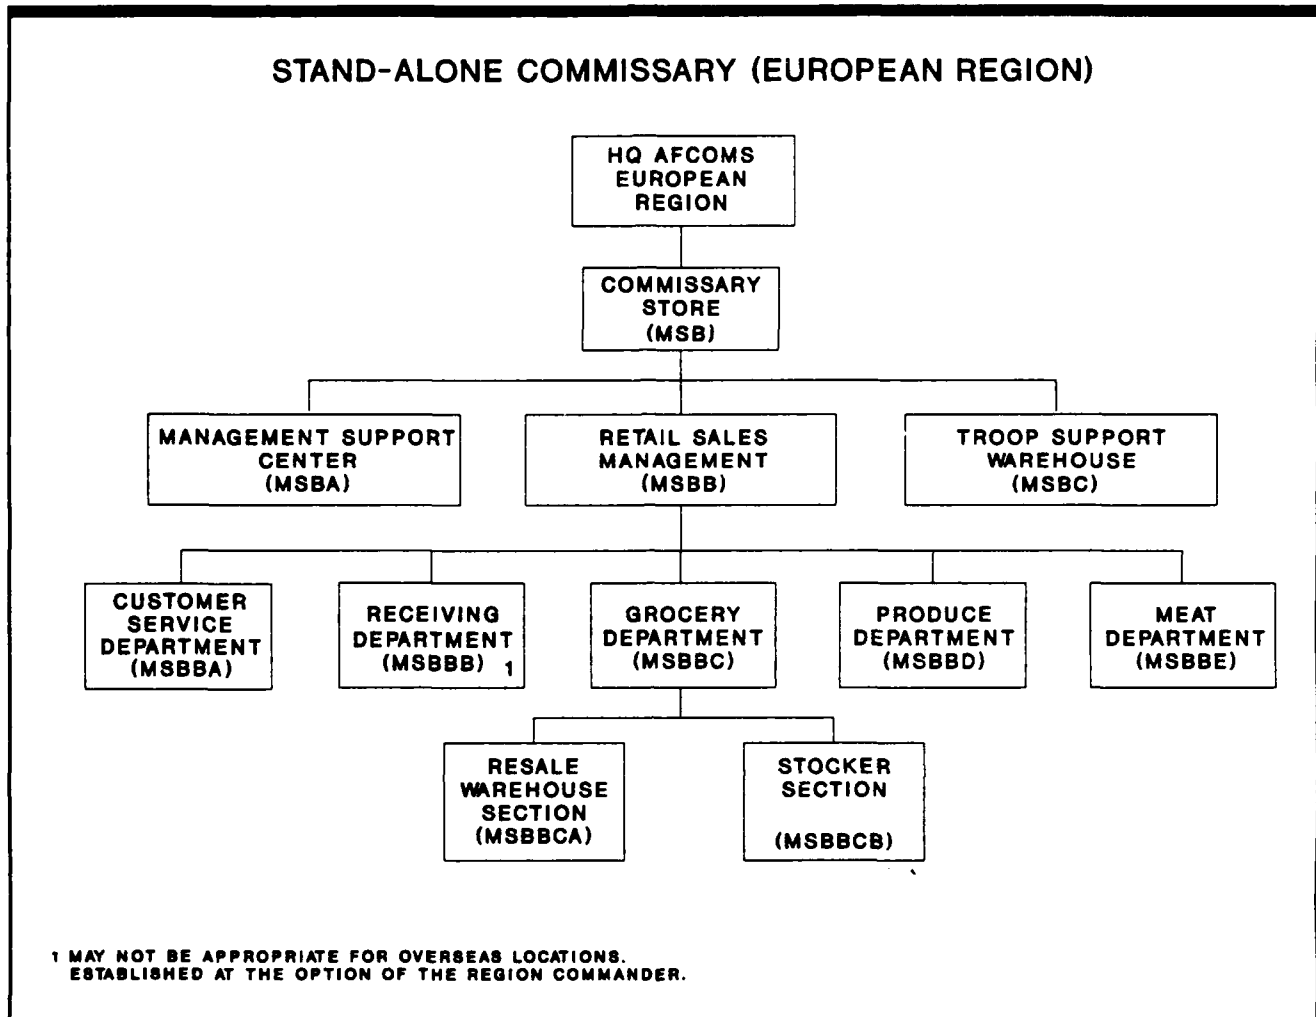 STAND-ALONE COMMISSARY (EUROPEAN REGION)
HQ AFCOMS
EUROPEAN
REGION
COMMISSARY
STORE
(MSB)
MANAGEMENT SUPPORT
CENTER
(MSBA)
RETAIL SALES
MANAGEMENT
(MSBB)
TROOP SUPPORT
WAREHOUSE
(MSBC)
CUSTOMER
SERVICE
DEPARTMENT
(MSBBA)
RECEIVING
DEPARTMENT
(MSBBB) 1
GROCERY
DEPARTMENT
(MSBBC)
PRODUCE
DEPARTMENT
(MSBBD)
MEAT
DEPARTMENT
(MSBBE)
RESALE
WAREHOUSE
SECTION
(MSBBCA)
STOCKER
SECTION
(MSBBCB)
1 MAY NOT BE APPROPRIATE FOR OVERSEAS LOCATIONS.
ESTABLISHED AT THE OPTION OF THE REGION COMMANDER.